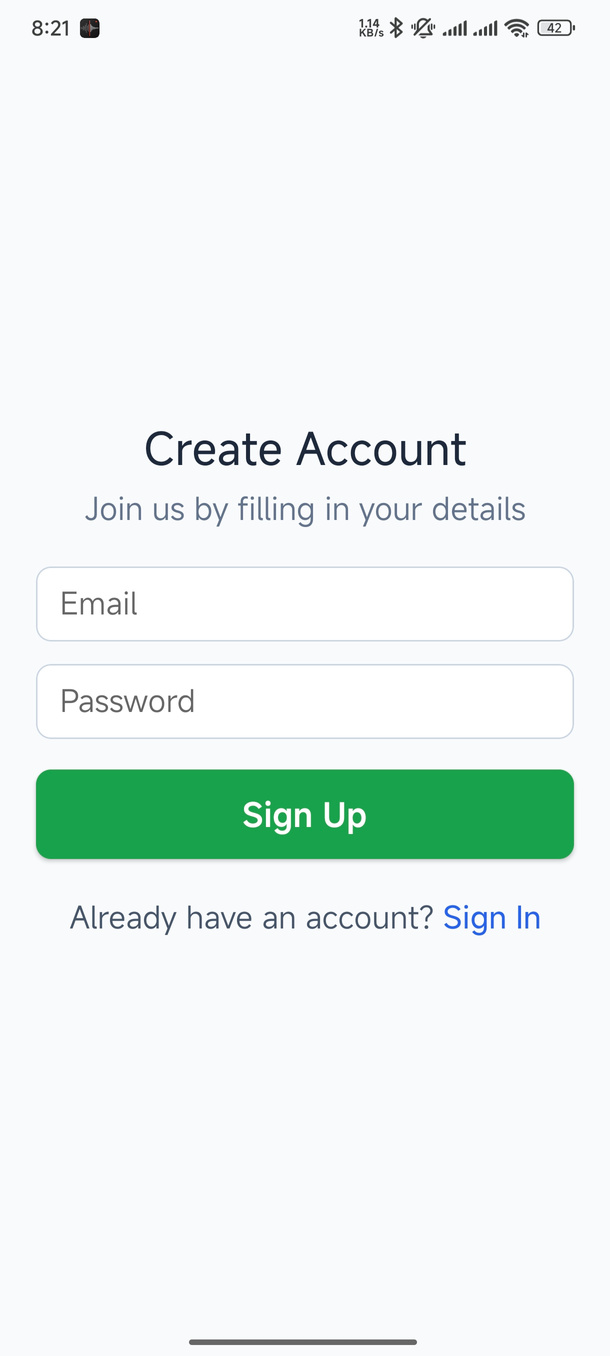 8:21
1.14
KB/s
42
Create Account
Join us by filling in your details
Email
Password
Sign Up
Already have an account? Sign In